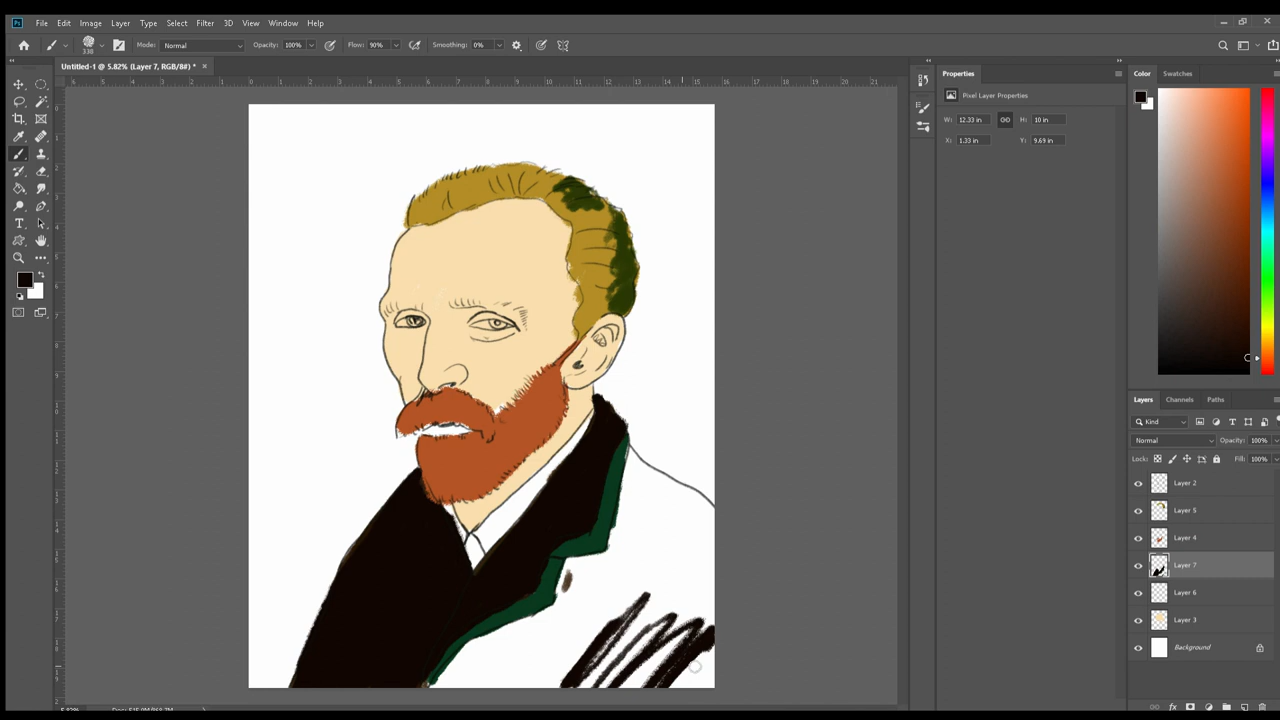 Ps File Edit Image Layer Type Select Filter 3D View Window Help
338 Mode: Normal Opacity: 100% Flow: 90% Smoothing: 0%
Untitled-1 @ 5.82% (Layer 7, RGB/8#) * ×
Properties
Pixel Layer Properties
W: 12.33 in H: 10 in
X: 1.33 in Y: 9.69 in
Color Swatches
Layers Channels Paths
Kind
Normal Opacity: 100%
Lock: Fill: 100%
Layer 2
Layer 5
Layer 4
Layer 7
Layer 6
Layer 3
Background